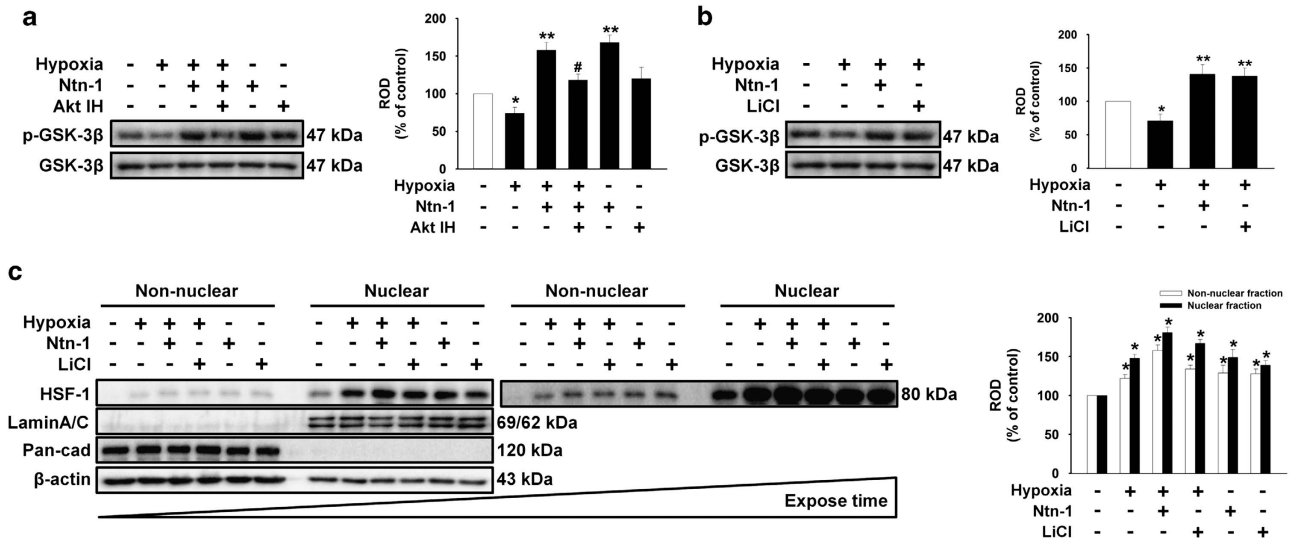 a
Hypoxia - + + + - -
Ntn-1 - - + + + -
Akt IH - - - + - +
p-GSK-3β 47 kDa
GSK-3β 47 kDa
ROD
(% of control)
200
150
100
50
0
* ** # **
Hypoxia - + + + - -
Ntn-1 - - + + + -
Akt IH - - - + - +
b
Hypoxia - + + +
Ntn-1 - - + -
LiCl - - - +
p-GSK-3β 47 kDa
GSK-3β 47 kDa
ROD
(% of control)
200
150
100
50
0
* ** **
Hypoxia - + + +
Ntn-1 - - + -
LiCl - - - +
c
Non-nuclear Nuclear Non-nuclear Nuclear
Hypoxia - + + + - - - + + + - - - + + + - - - + + + - -
Ntn-1 - - + - + - - - + - + - - - + - + - - - + - + -
LiCl - - - + - + - - - + - + - - - + - + - - - + - +
HSF-1 80 kDa
LaminA/C 69/62 kDa
Pan-cad 120 kDa
β-actin 43 kDa
Expose time
Non-nuclear fraction
Nuclear fraction
ROD
(% of control)
200
150
100
50
0
* * * * * * * * * *
Hypoxia - + + + - -
Ntn-1 - - + - + -
LiCl - - - + - +